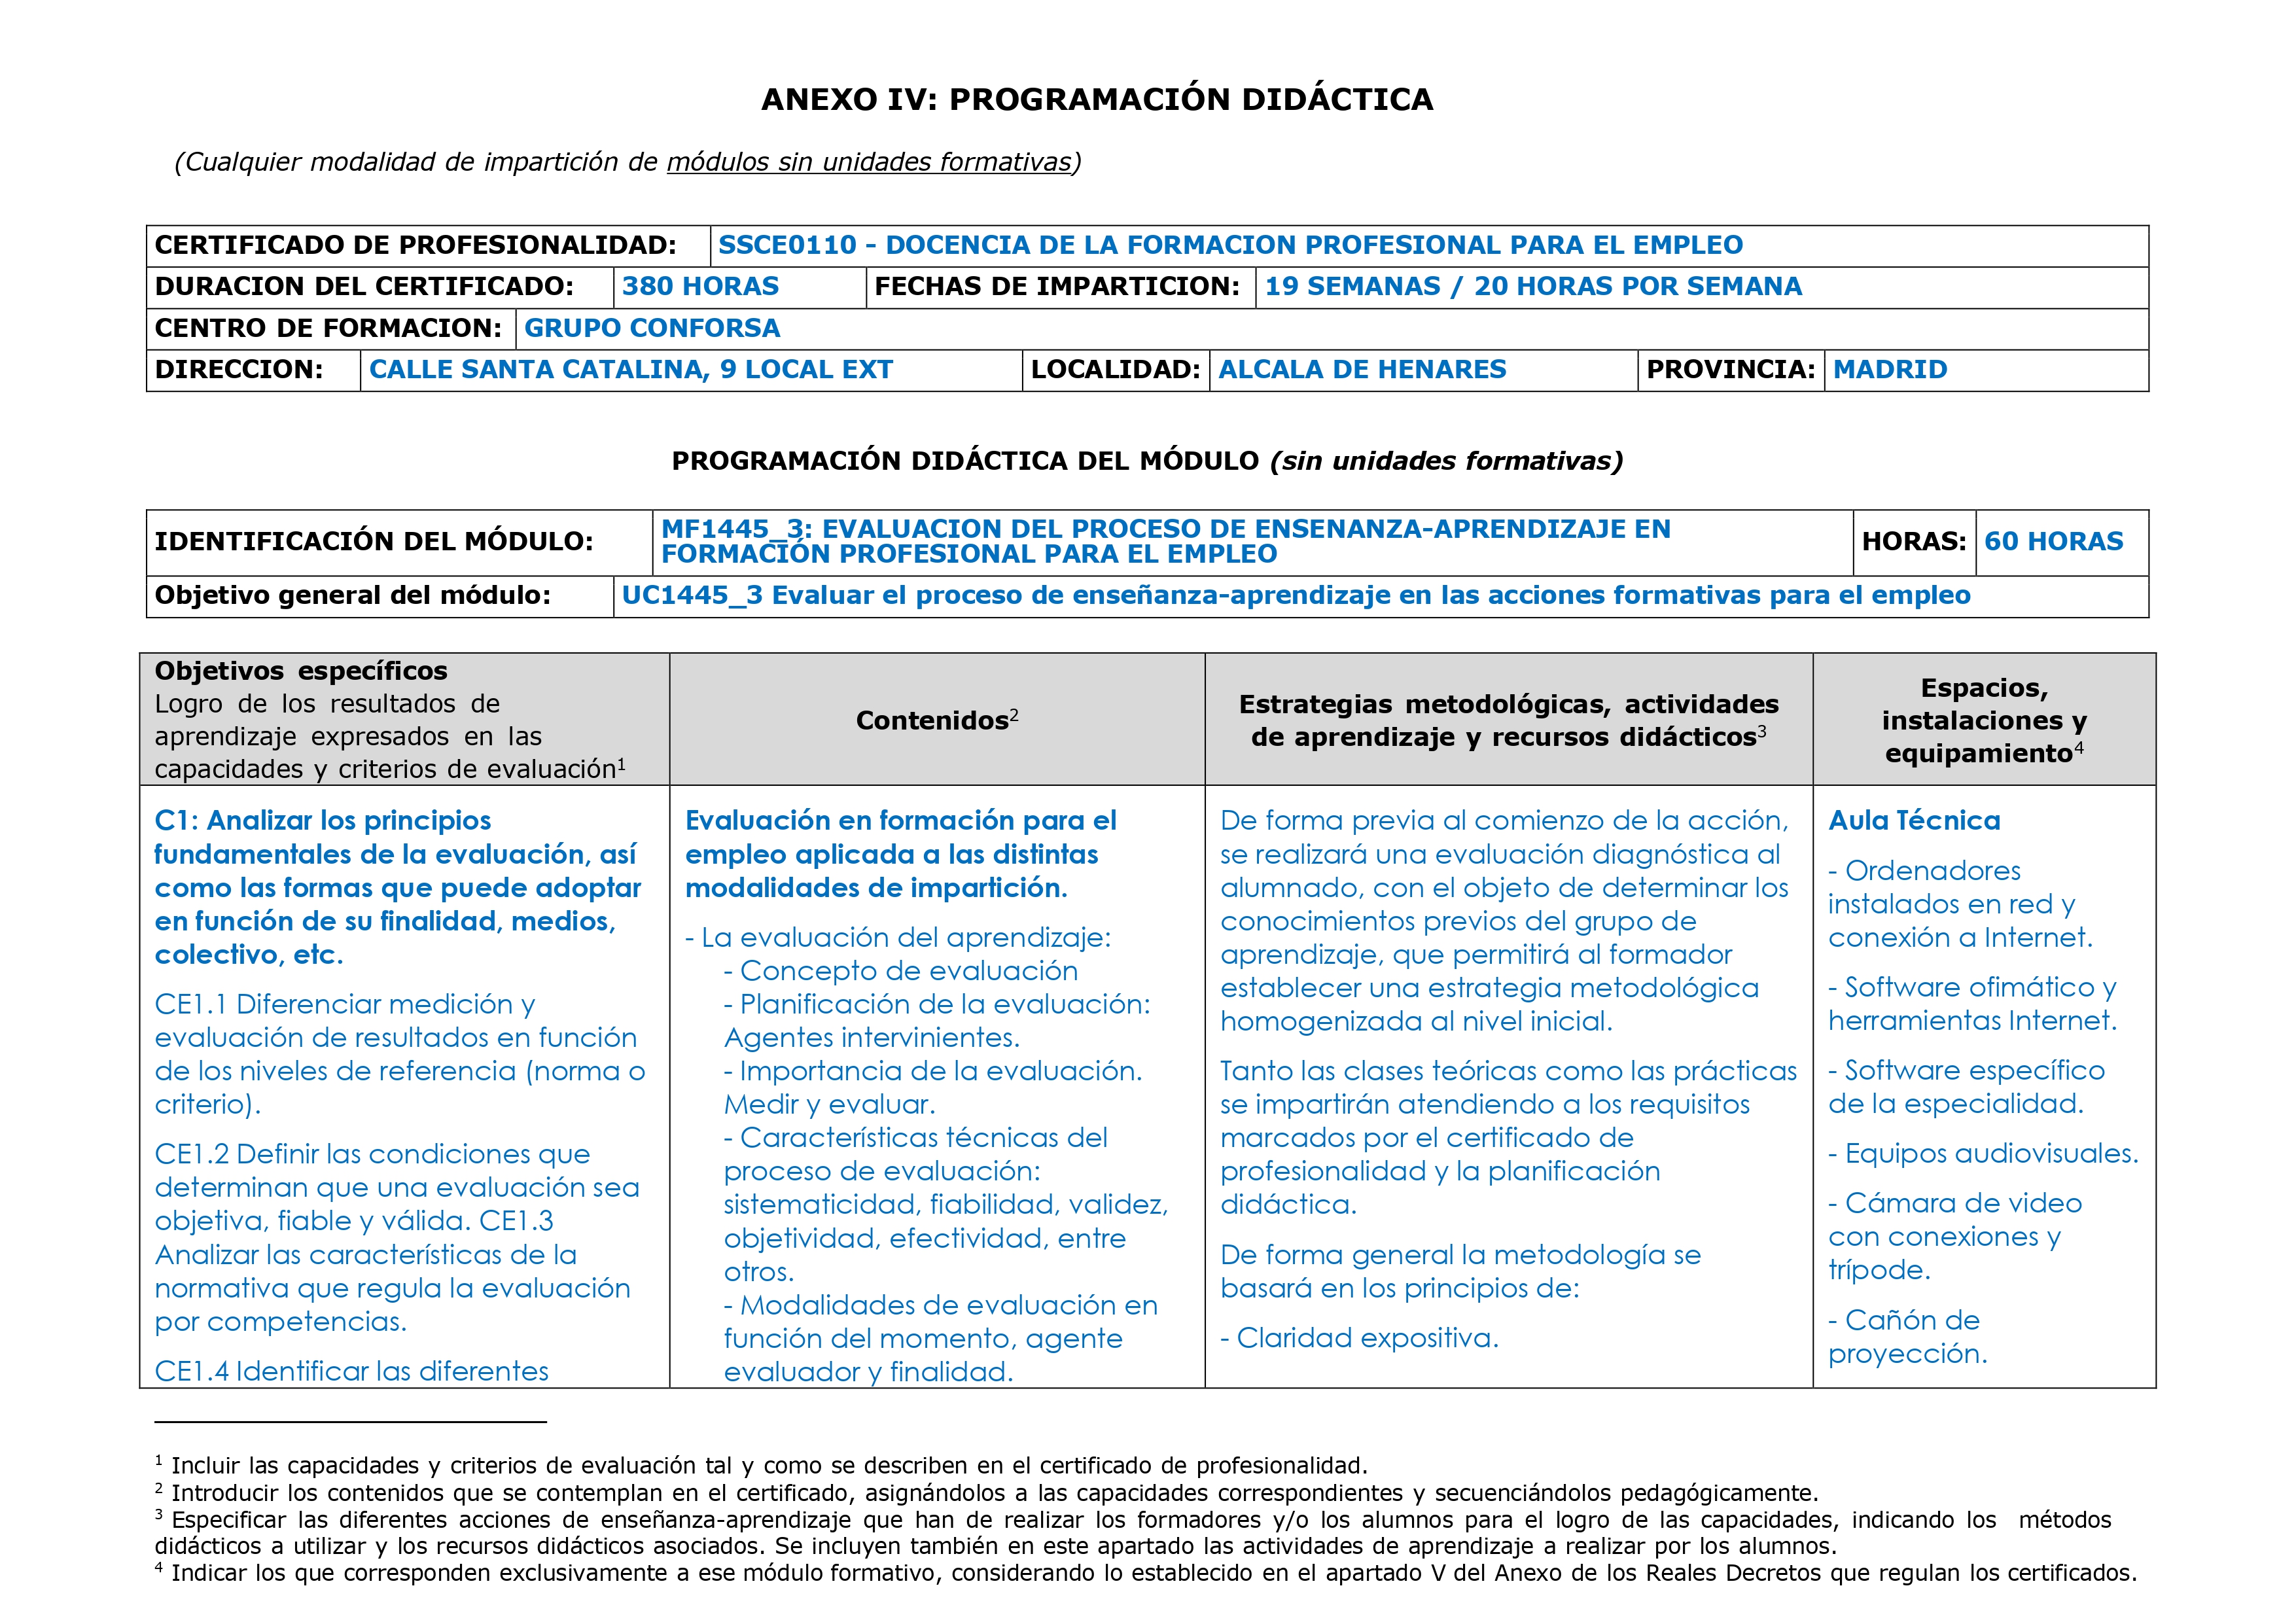 ANEXO IV: PROGRAMACIÓN DIDÁCTICA
(Cualquier modalidad de impartición de módulos sin unidades formativas)
CERTIFICADO DE PROFESIONALIDAD: SSCE0110 - DOCENCIA DE LA FORMACION PROFESIONAL PARA EL EMPLEO
DURACION DEL CERTIFICADO: 380 HORAS FECHAS DE IMPARTICION: 19 SEMANAS / 20 HORAS POR SEMANA
CENTRO DE FORMACION: GRUPO CONFORSA
DIRECCION: CALLE SANTA CATALINA, 9 LOCAL EXT LOCALIDAD: ALCALA DE HENARES PROVINCIA: MADRID
PROGRAMACIÓN DIDÁCTICA DEL MÓDULO (sin unidades formativas)
IDENTIFICACIÓN DEL MÓDULO:
MF1445_3: EVALUACION DEL PROCESO DE ENSENANZA-APRENDIZAJE EN
FORMACIÓN PROFESIONAL PARA EL EMPLEO
HORAS: 60 HORAS
Objetivo general del módulo: UC1445_3 Evaluar el proceso de enseñanza-aprendizaje en las acciones formativas para el empleo
Objetivos específicos
Logro de los resultados de
aprendizaje expresados en las
capacidades y criterios de evaluación¹
Contenidos²
Estrategias metodológicas, actividades
de aprendizaje y recursos didácticos³
Espacios,
instalaciones y
equipamiento⁴
C1: Analizar los principios
fundamentales de la evaluación, así
como las formas que puede adoptar
en función de su finalidad, medios,
colectivo, etc.
CE1.1 Diferenciar medición y
evaluación de resultados en función
de los niveles de referencia (norma o
criterio).
CE1.2 Definir las condiciones que
determinan que una evaluación sea
objetiva, fiable y válida. CE1.3
Analizar las características de la
normativa que regula la evaluación
por competencias.
CE1.4 Identificar las diferentes
Evaluación en formación para el
empleo aplicada a las distintas
modalidades de impartición.
- La evaluación del aprendizaje:
- Concepto de evaluación
- Planificación de la evaluación:
Agentes intervinientes.
- Importancia de la evaluación.
Medir y evaluar.
- Características técnicas del
proceso de evaluación:
sistematicidad, fiabilidad, validez,
objetividad, efectividad, entre
otros.
- Modalidades de evaluación en
función del momento, agente
evaluador y finalidad.
De forma previa al comienzo de la acción,
se realizará una evaluación diagnóstica al
alumnado, con el objeto de determinar los
conocimientos previos del grupo de
aprendizaje, que permitirá al formador
establecer una estrategia metodológica
homogenizada al nivel inicial.
Tanto las clases teóricas como las prácticas
se impartirán atendiendo a los requisitos
marcados por el certificado de
profesionalidad y la planificación
didáctica.
De forma general la metodología se
basará en los principios de:
- Claridad expositiva.
Aula Técnica
- Ordenadores
instalados en red y
conexión a Internet.
- Software ofimático y
herramientas Internet.
- Software específico
de la especialidad.
- Equipos audiovisuales.
- Cámara de video
con conexiones y
trípode.
- Cañón de
proyección.
¹ Incluir las capacidades y criterios de evaluación tal y como se describen en el certificado de profesionalidad.
² Introducir los contenidos que se contemplan en el certificado, asignándolos a las capacidades correspondientes y secuenciándolos pedagógicamente.
³ Especificar las diferentes acciones de enseñanza-aprendizaje que han de realizar los formadores y/o los alumnos para el logro de las capacidades, indicando los métodos
didácticos a utilizar y los recursos didácticos asociados. Se incluyen también en este apartado las actividades de aprendizaje a realizar por los alumnos.
⁴ Indicar los que corresponden exclusivamente a ese módulo formativo, considerando lo establecido en el apartado V del Anexo de los Reales Decretos que regulan los certificados.